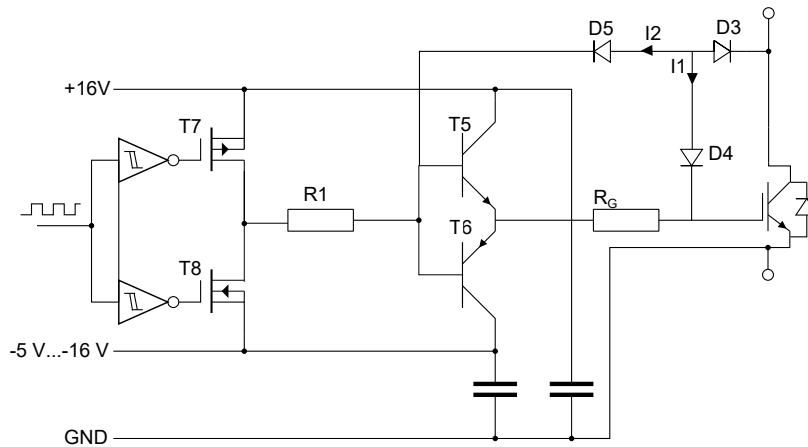 D5
I2
D3
I1
+16V
T7
T5
D4
R1
RG
T6
T8
-5 V...-16 V
GND